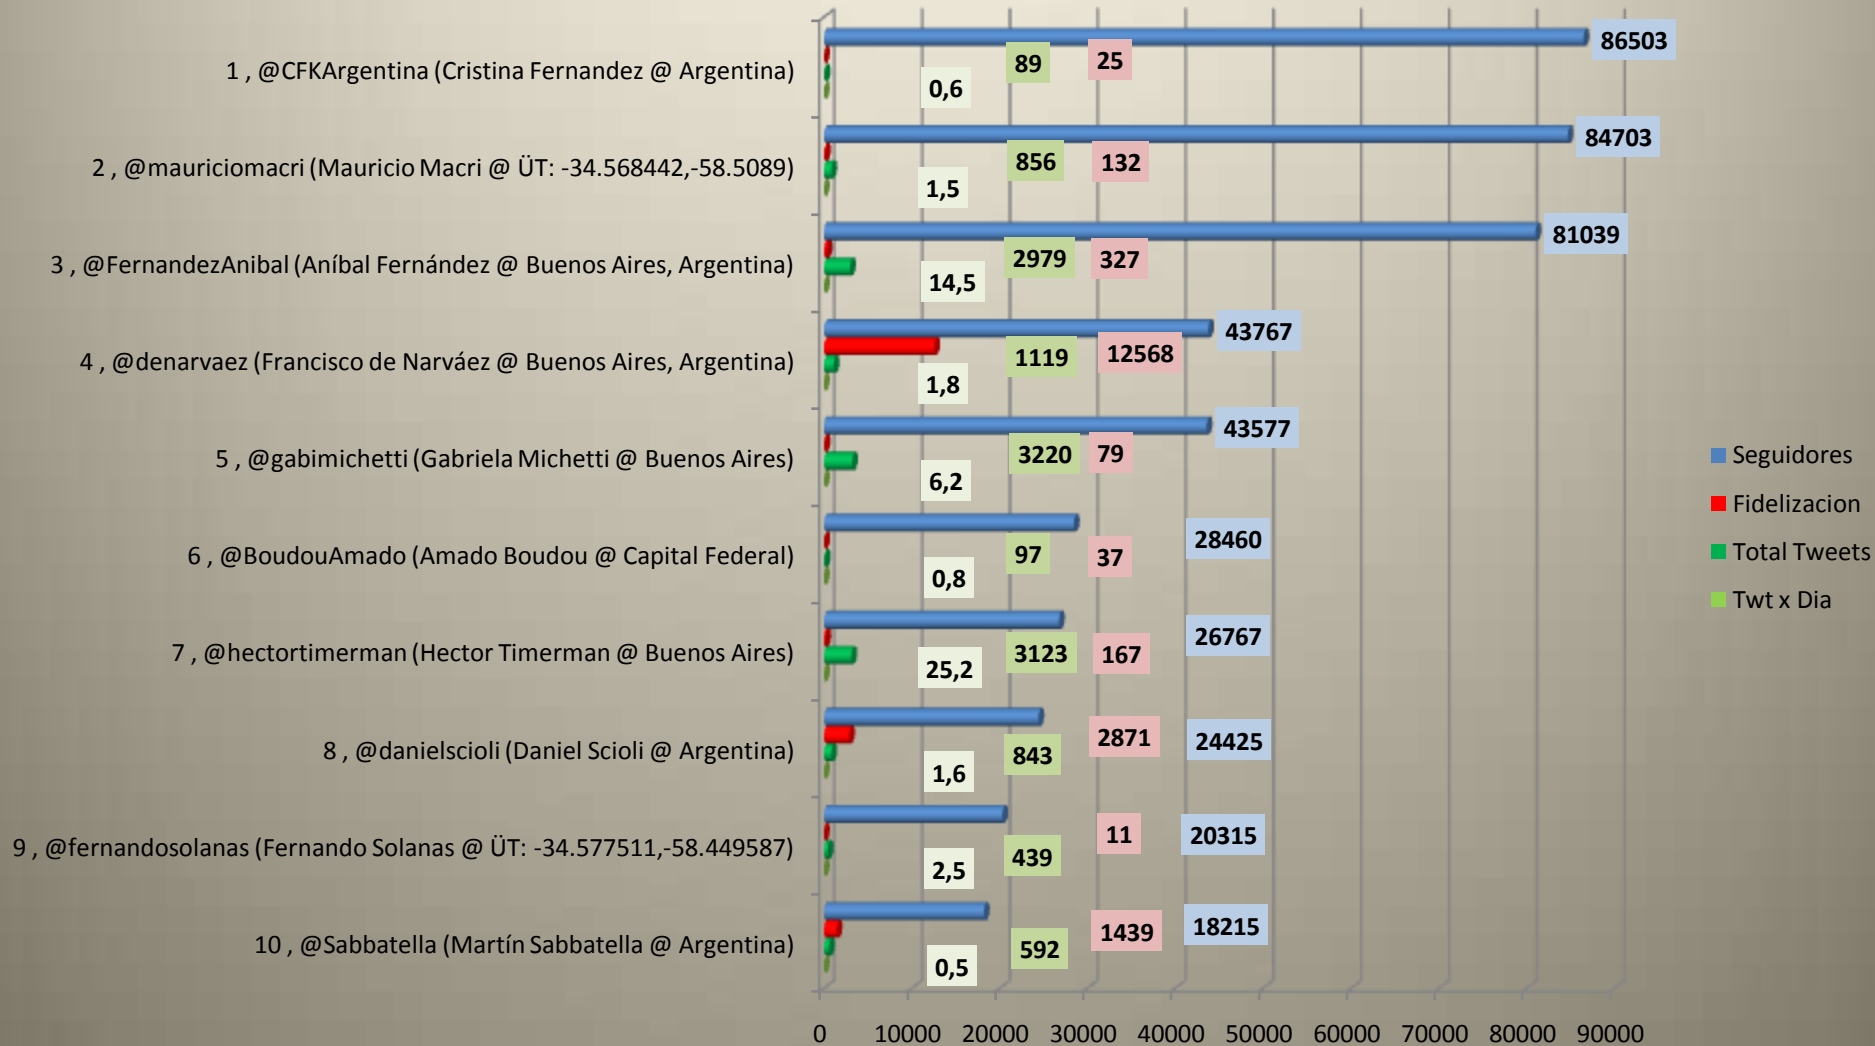 1 , @CFKArgentina (Cristina Fernandez @ Argentina)
86503
25
89
0,6
2 , @mauriciomacri (Mauricio Macri @ ÜT: -34.568442,-58.5089)
84703
132
856
1,5
3 , @FernandezAnibal (Aníbal Fernández @ Buenos Aires, Argentina)
81039
327
2979
14,5
4 , @denarvaez (Francisco de Narváez @ Buenos Aires, Argentina)
43767
12568
1119
1,8
5 , @gabimichetti (Gabriela Michetti @ Buenos Aires)
43577
79
3220
6,2
6 , @BoudouAmado (Amado Boudou @ Capital Federal)
28460
37
97
0,8
7 , @hectortimerman (Hector Timerman @ Buenos Aires)
26767
167
3123
25,2
8 , @danielscioli (Daniel Scioli @ Argentina)
24425
2871
843
1,6
9 , @fernandosolanas (Fernando Solanas @ ÜT: -34.577511,-58.449587)
20315
11
439
2,5
10 , @Sabbatella (Martín Sabbatella @ Argentina)
18215
1439
592
0,5
0 10000 20000 30000 40000 50000 60000 70000 80000 90000
Seguidores
Fidelizacion
Total Tweets
Twt x Dia